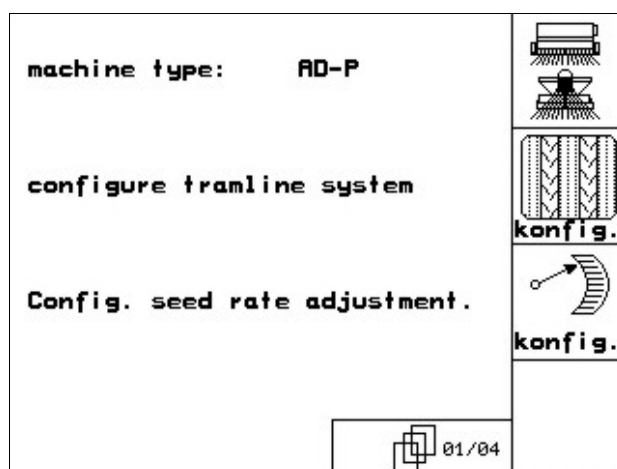 machine type: AD-P
configure tramline system
konfig.
Config. seed rate adjustment.
konfig.
01/04